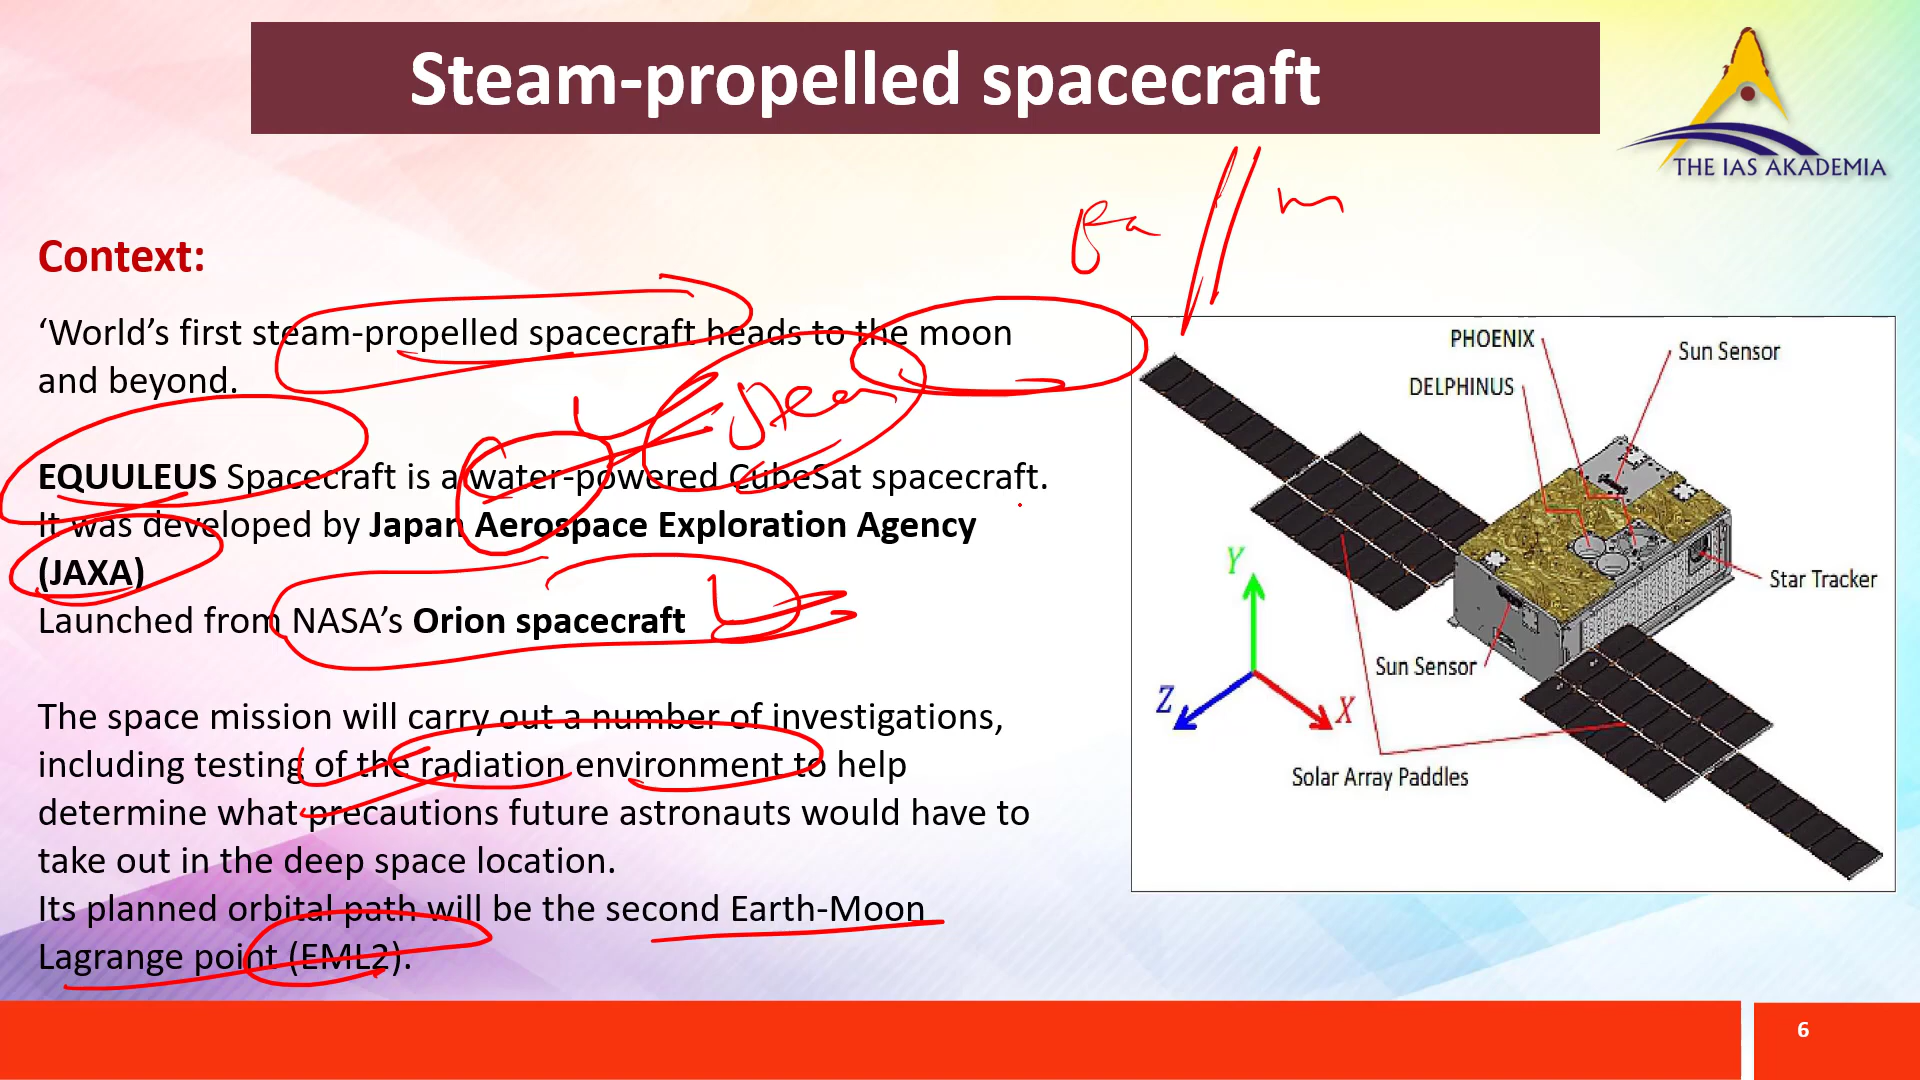 Steam-propelled spacecraft
THE IAS AKADEMIA
Context:
‘World’s first steam-propelled spacecraft heads to the moon
and beyond.
Steam
EQUULEUS Spacecraft is a water-powered CubeSat spacecraft.
It was developed by Japan Aerospace Exploration Agency
(JAXA)
Launched from NASA’s Orion spacecraft
The space mission will carry out a number of investigations,
including testing of the radiation environment to help
determine what precautions future astronauts would have to
take out in the deep space location.
Its planned orbital path will be the second Earth-Moon
Lagrange point (EML2).
PHOENIX
Sun Sensor
DELPHINUS
Star Tracker
Sun Sensor
Y
Z
X
Solar Array Paddles
6